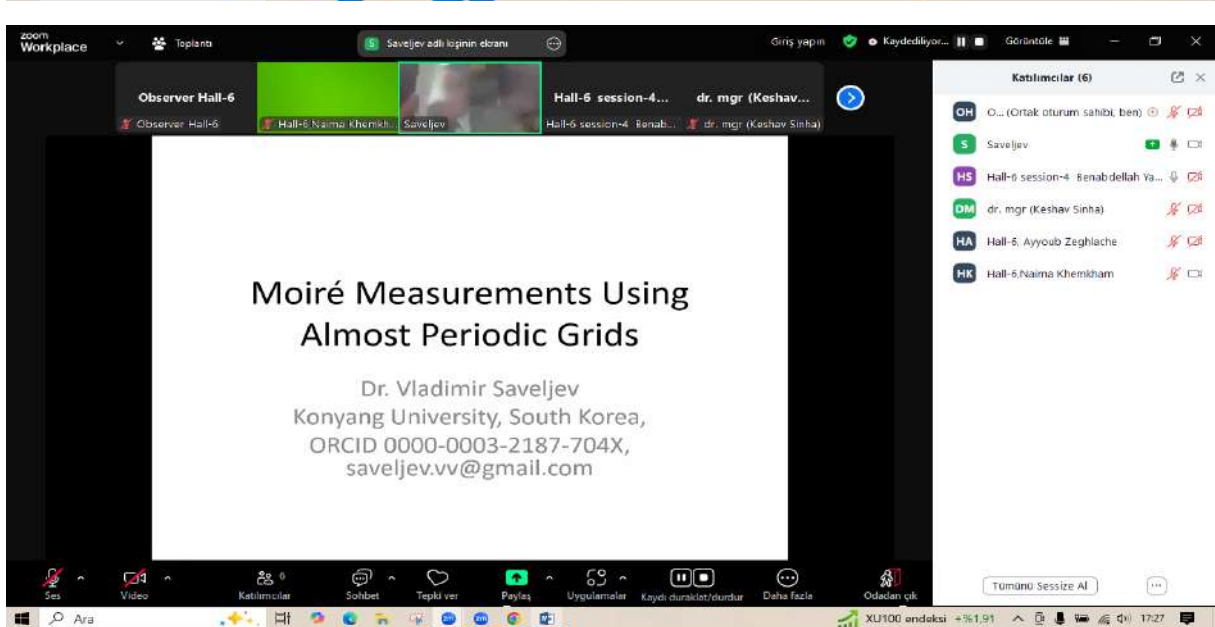 zoom
Workplace
Toplantı
S Saveljev adlı kişinin ekranı
Giriş yapın
Kaydediliyor...
Görüntüle
Observer Hall-6
Observer Hall-6
Hall-6 Naima Khemkh...
Saveljev
Hall-6 session-4...
Hall-6 session-4 Benab...
dr. mgr (Keshav...
dr. mgr (Keshav Sinha)
Moiré Measurements Using
Almost Periodic Grids
Dr. Vladimir Saveljev
Konyang University, South Korea,
ORCID 0000-0003-2187-704X,
saveljev.vv@gmail.com
Katılımcılar (6)
OH O... (Ortak oturum sahibi, ben)
S Saveljev
HS Hall-6 session-4 Benabdellah Ya...
DM dr. mgr (Keshav Sinha)
HA Hall-6, Ayyoub Zeghlache
HK Hall-6,Naima Khemkham
Tümünü Sessize Al
Ses
Video
Katılımcılar
Sohbet
Tepki ver
Paylaş
Uygulamalar
Kaydı duraklat/durdur
Daha fazla
Odadan çık
Ara
XU100 endeksi +%1,91
17:27